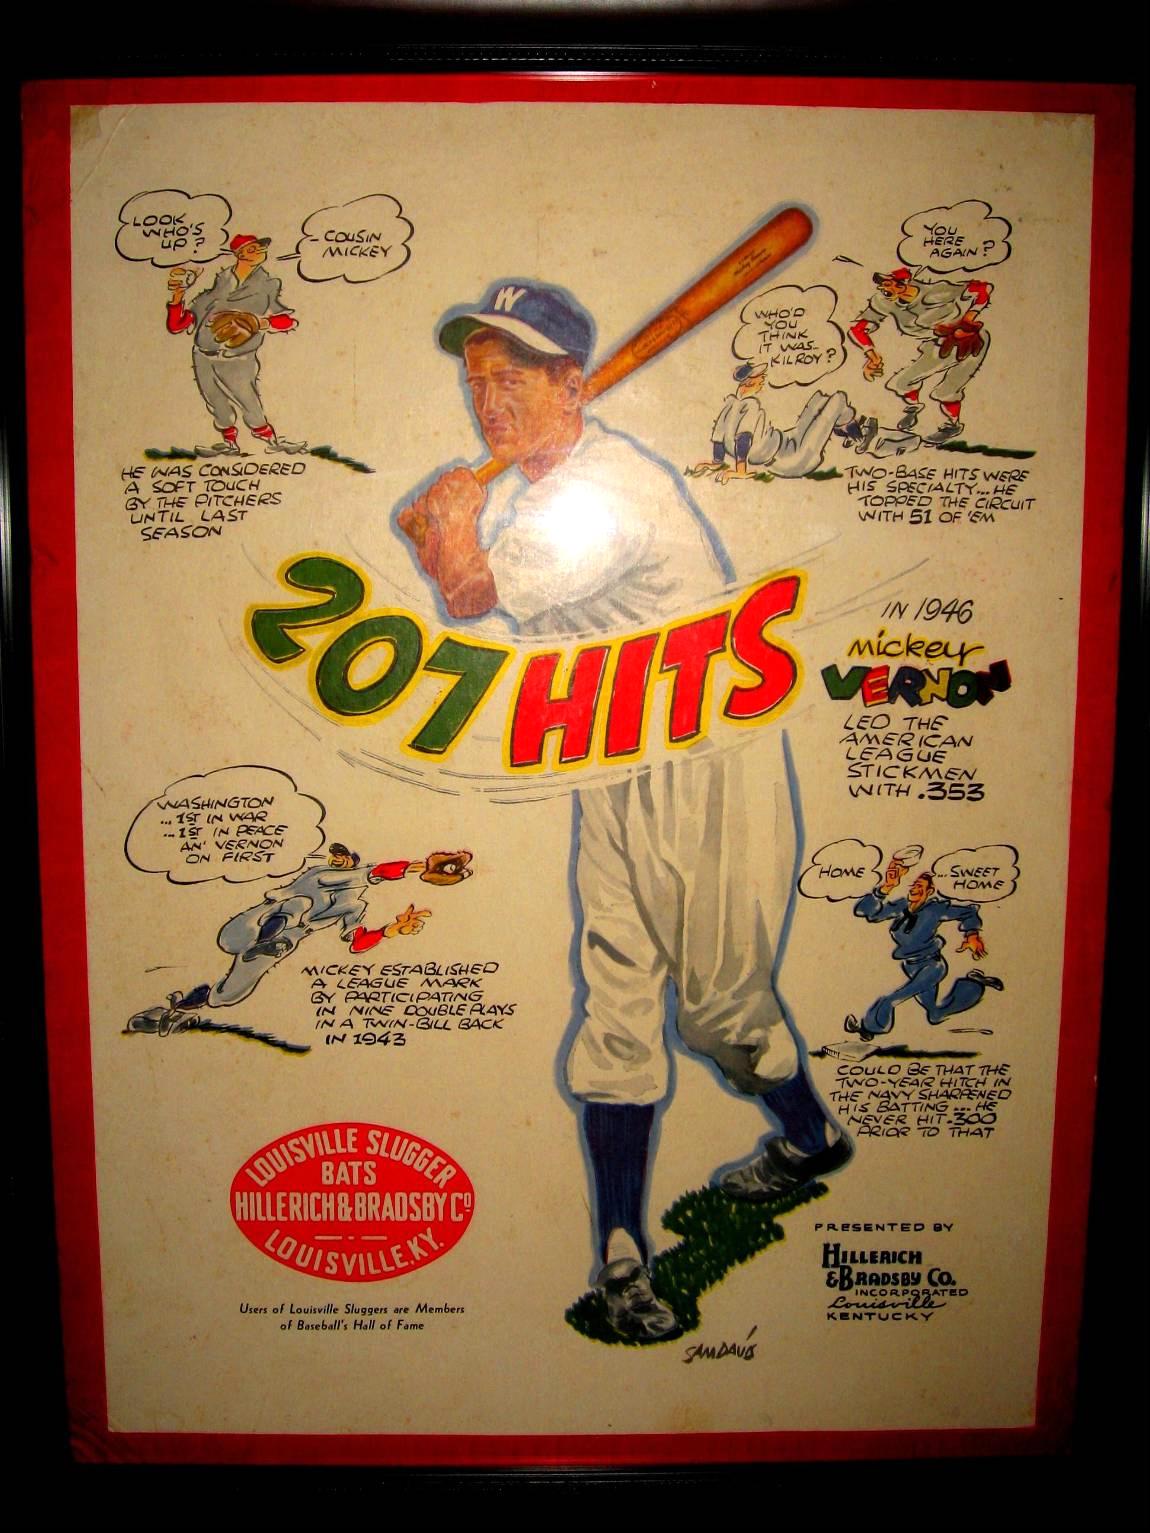 LOOK
WHO'S
UP?
- COUSIN
MICKEY
HE WAS CONSIDERED
A SOFT TOUCH
BY THE PITCHERS
UNTIL LAST
SEASON
W
YOU
HERE
AGAIN?
WHO'D
YOU
THINK
IT WAS-
KILROY?
TWO-BASE HITS WERE
HIS SPECIALTY... HE
TOPPED THE CIRCUIT
WITH 51 OF 'EM
207 HITS
IN 1946
mickey
VERNON
LED THE
AMERICAN
LEAGUE
STICKMEN
WITH .353
WASHINGTON
... 1ST IN WAR
... 1ST IN PEACE
AN' VERNON
ON FIRST
MICKEY ESTABLISHED
A LEAGUE MARK
BY PARTICIPATING
IN NINE DOUBLE PLAYS
IN A TWIN-BILL BACK
IN 1943
HOME
...SWEET
HOME
COULD BE THAT THE
TWO-YEAR HITCH IN
THE NAVY SHARPENED
HIS BATTING ... HE
NEVER HIT .300
PRIOR TO THAT
LOUISVILLE SLUGGER
BATS
HILLERICH & BRADSBY CO
LOUISVILLE, KY.
Users of Louisville Sluggers are Members
of Baseball's Hall of Fame
PRESENTED BY
HILLERICH
& BRADSBY CO.
INCORPORATED
Louisville
KENTUCKY
SAM DAVIS